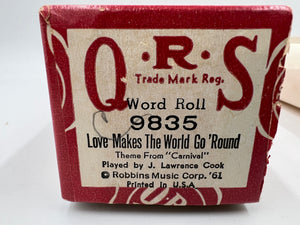 Q·R·S
Trade Mark Reg.
Word Roll
9835
Love Makes The World Go 'Round
Theme From "Carnival"
Played by J. Lawrence Cook
© Robbins Music Corp. '61
Printed in U.S.A
UP